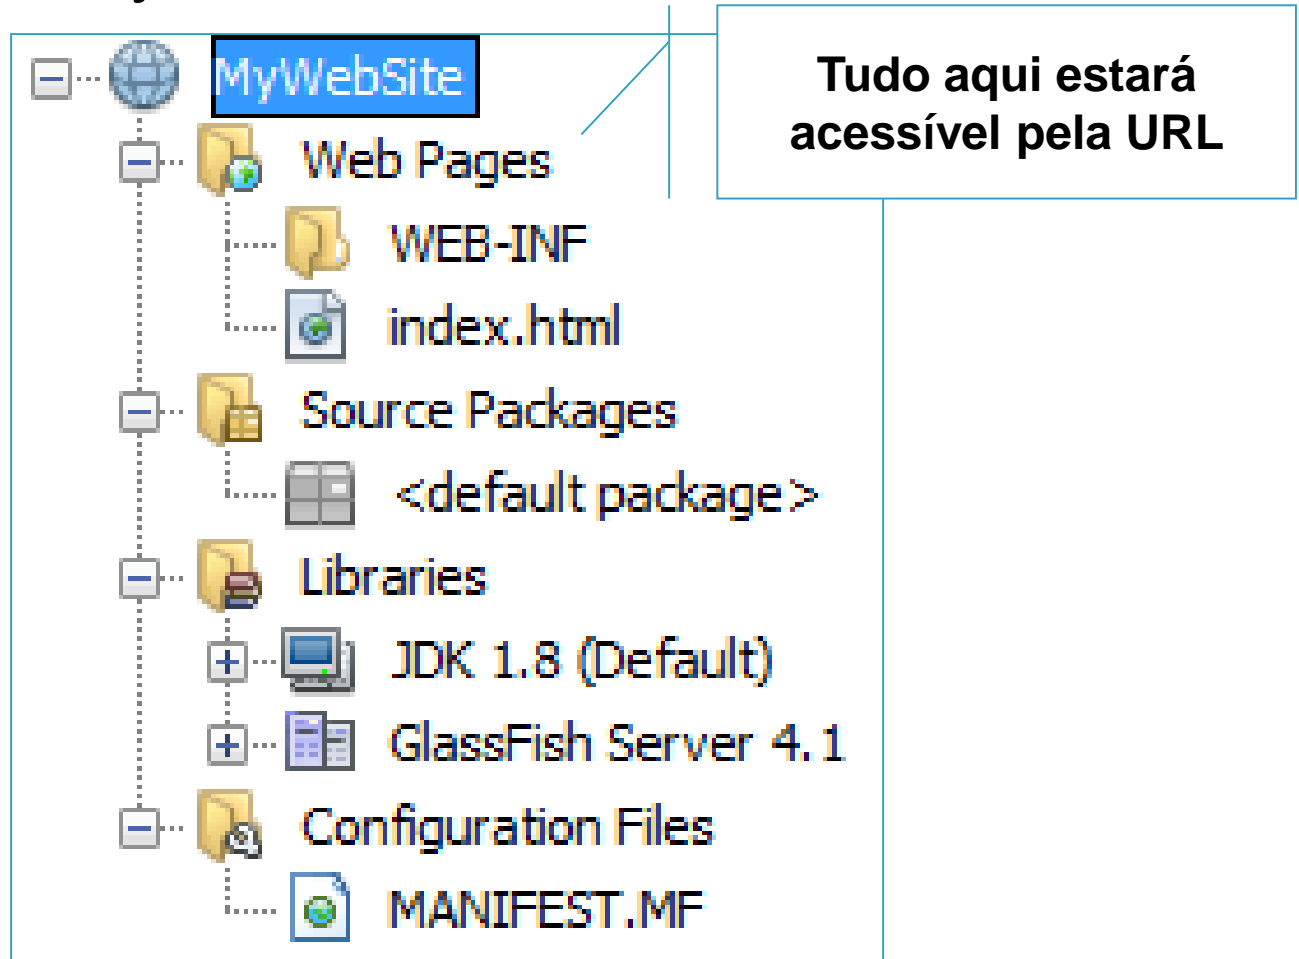 MyWebSite
Tudo aqui estará
acessível pela URL
Web Pages
WEB-INF
index.html
Source Packages
<default package>
Libraries
JDK 1.8 (Default)
GlassFish Server 4.1
Configuration Files
MANIFEST.MF